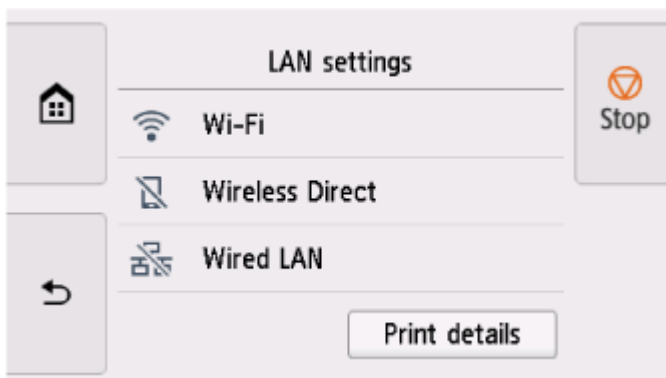 LAN settings
Wi-Fi
Wireless Direct
Wired LAN
Print details
Stop